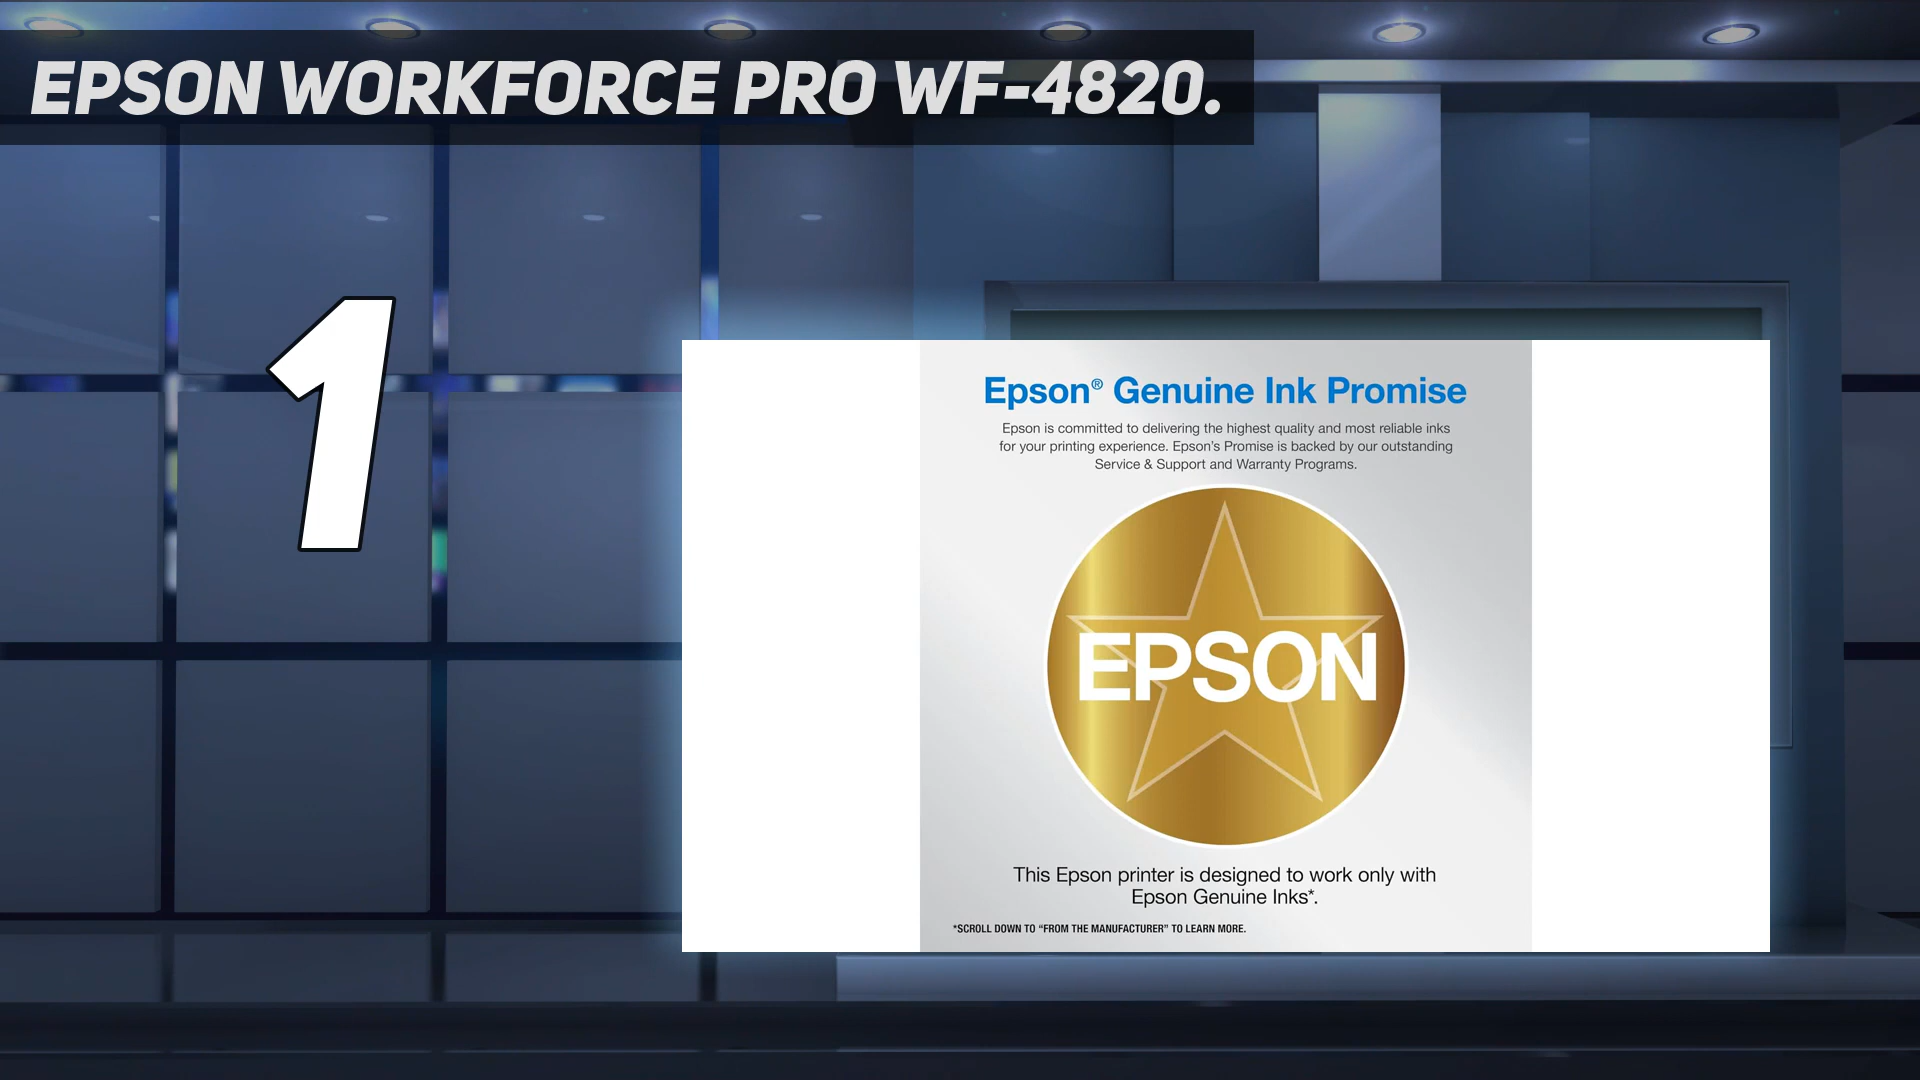 EPSON WORKFORCE PRO WF-4820.
1
Epson® Genuine Ink Promise
Epson is committed to delivering the highest quality and most reliable inks
for your printing experience. Epson's Promise is backed by our outstanding
Service & Support and Warranty Programs.
EPSON
This Epson printer is designed to work only with
Epson Genuine Inks*.
*SCROLL DOWN TO “FROM THE MANUFACTURER” TO LEARN MORE.